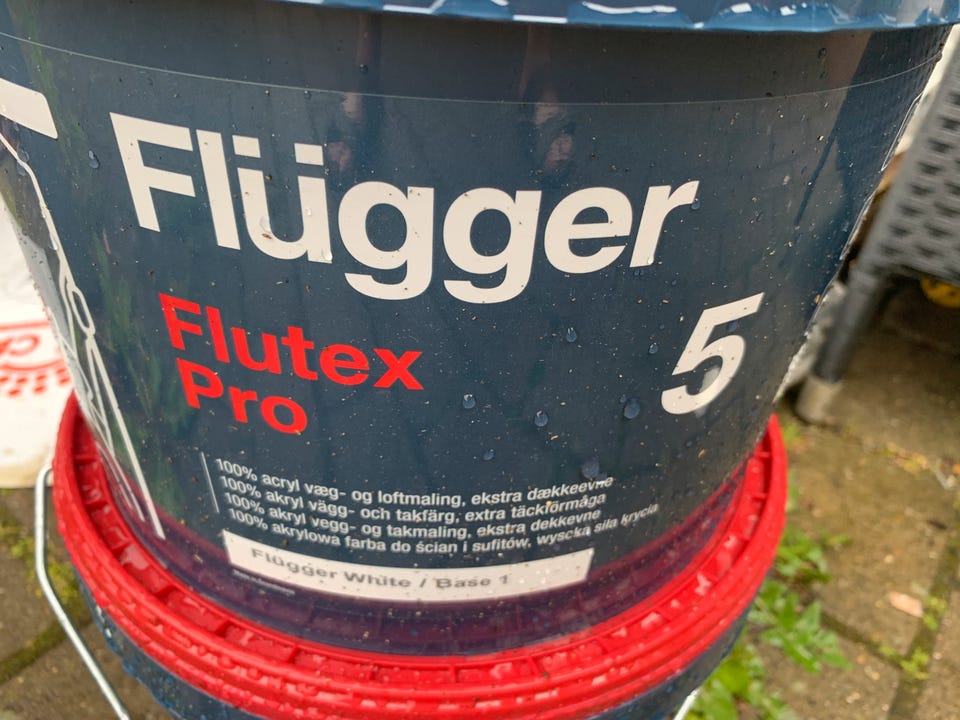 Flügger
Flutex
Pro
5
100% acryl væg- og loftmaling, ekstra dækkeevne
100% akryl vägg- och takfärg, extra täckförmåga
100% acryl vegg- og takmaling, ekstra dekkevne
100% akrylowa farba do ścian i sufitów, wysoka siła krycia
Flügger White / Base 1